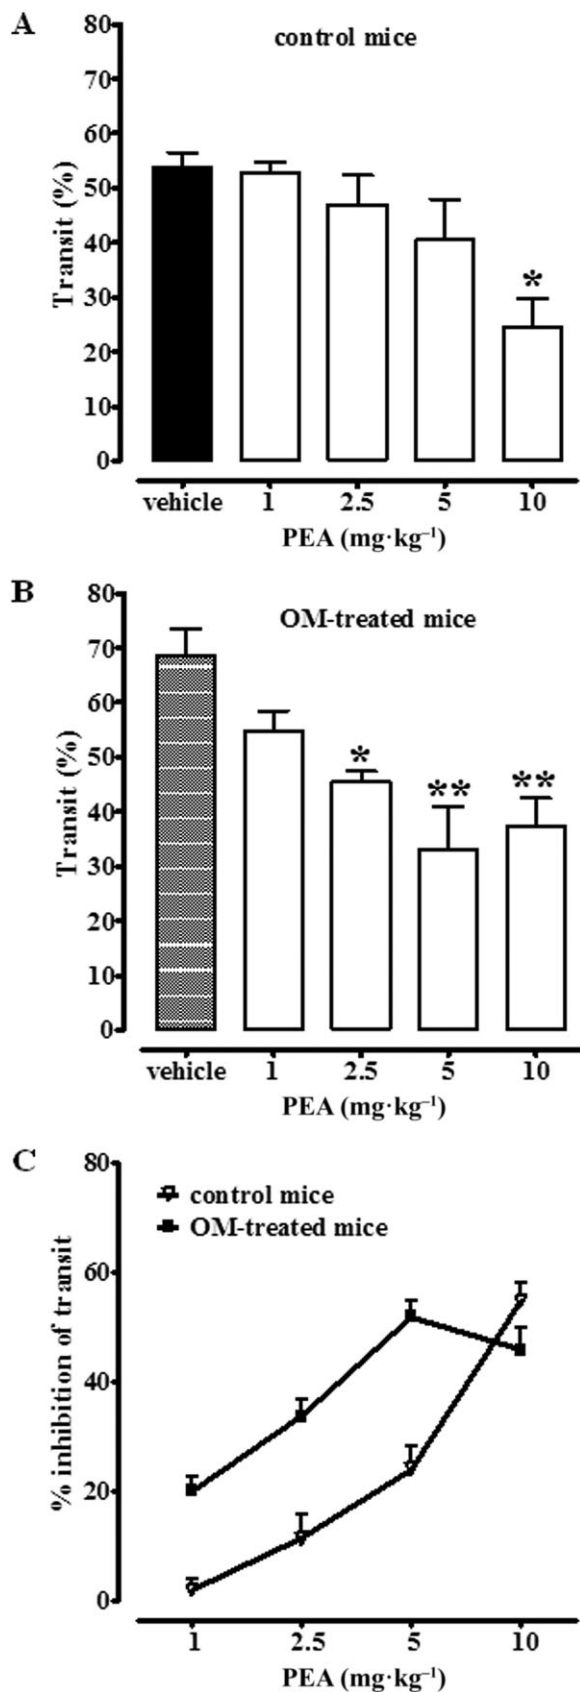 A
control mice
80
70
60
50
40
30
20
10
0
Transit (%)
*
vehicle 1 2.5 5 10
PEA (mg·kg⁻¹)
B
OM-treated mice
80
70
60
50
40
30
20
10
0
Transit (%)
* ** **
vehicle 1 2.5 5 10
PEA (mg·kg⁻¹)
C
control mice
OM-treated mice
80
60
40
20
0
% inhibition of transit
1 2.5 5 10
PEA (mg·kg⁻¹)